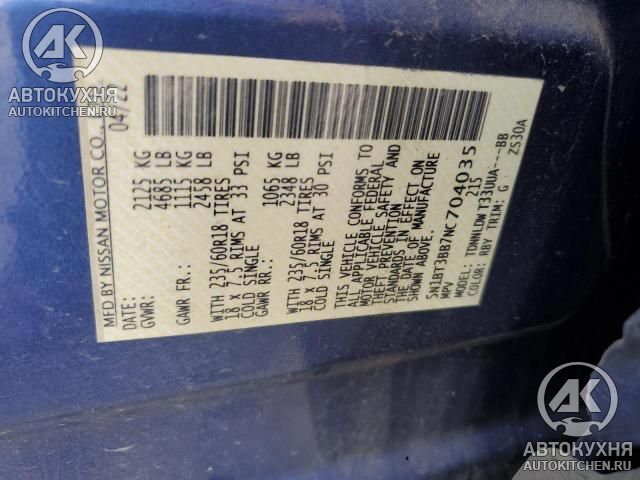 АВТОКУХНЯ
AUTOKITCHEN.RU
MFD BY NISSAN MOTOR CO.,
DATE: 04/22
GVWR: 2125 KG
4685 LB
GAWR FR.: 1115 KG
2458 LB
WITH 235/60R18 TIRES
18 X 7.5 RIMS AT 33 PSI
COLD SINGLE
GAWR RR.: 1065 KG
2348 LB
WITH 235/60R18 TIRES
18 X 7.5 RIMS AT 30 PSI
COLD SINGLE
THIS VEHICLE CONFORMS TO
ALL APPLICABLE FEDERAL
MOTOR VEHICLE SAFETY AND
THEFT PREVENTION
STANDARDS IN EFFECT ON
THE DATE OF MANUFACTURE
SHOWN ABOVE.
5N1BT3BB7NC704035
MPV 215
MODEL: TDNNLDW T33UUA---BB
COLOR: RBY TRIM: G ZS30A
AK
АВТОКУХНЯ
AUTOKITCHEN.RU